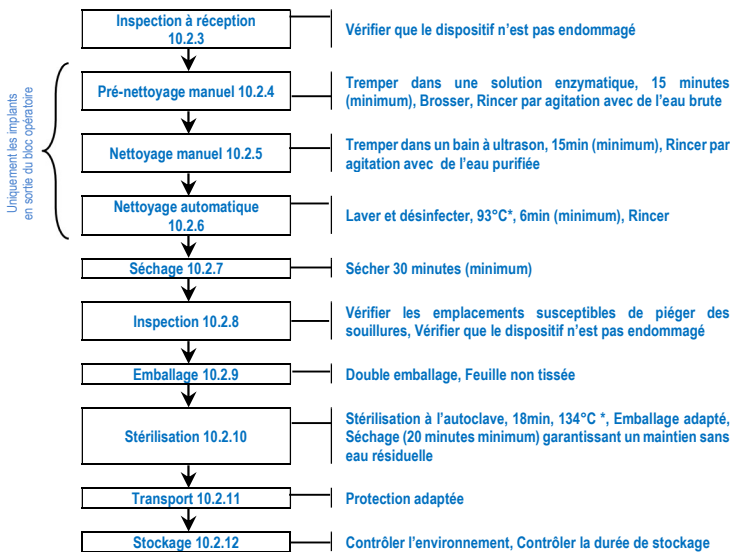 Inspection à réception
10.2.3
Vérifier que le dispositif n'est pas endommagé
Uniquement les implants
en sortie du bloc opératoire
Pré-nettoyage manuel 10.2.4
Tremper dans une solution enzymatique, 15 minutes
(minimum), Brosser, Rincer par agitation avec de l'eau brute
Nettoyage manuel 10.2.5
Tremper dans un bain à ultrason, 15min (minimum), Rincer par
agitation avec de l'eau purifiée
Nettoyage automatique
10.2.6
Laver et désinfecter, 93°C*, 6min (minimum), Rincer
Séchage 10.2.7
Sécher 30 minutes (minimum)
Inspection 10.2.8
Vérifier les emplacements susceptibles de piéger des
souillures, Vérifier que le dispositif n'est pas endommagé
Emballage 10.2.9
Double emballage, Feuille non tissée
Stérilisation 10.2.10
Stérilisation à l'autoclave, 18min, 134°C *, Emballage adapté,
Séchage (20 minutes minimum) garantissant un maintien sans
eau résiduelle
Transport 10.2.11
Protection adaptée
Stockage 10.2.12
Contrôler l'environnement, Contrôler la durée de stockage